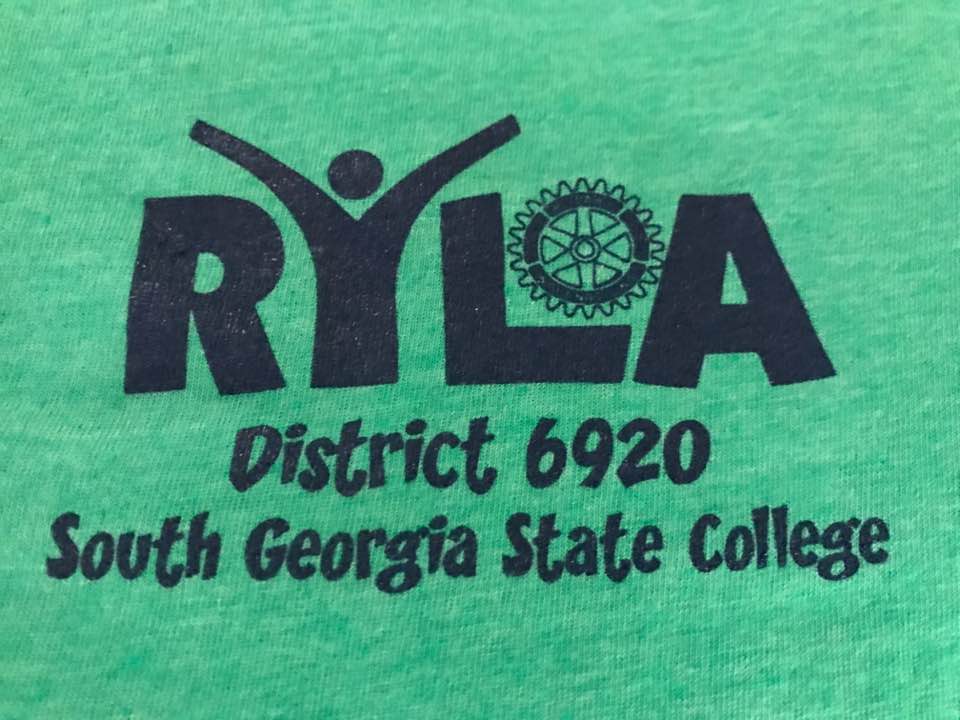 RYLA
District 6920
South Georgia State College